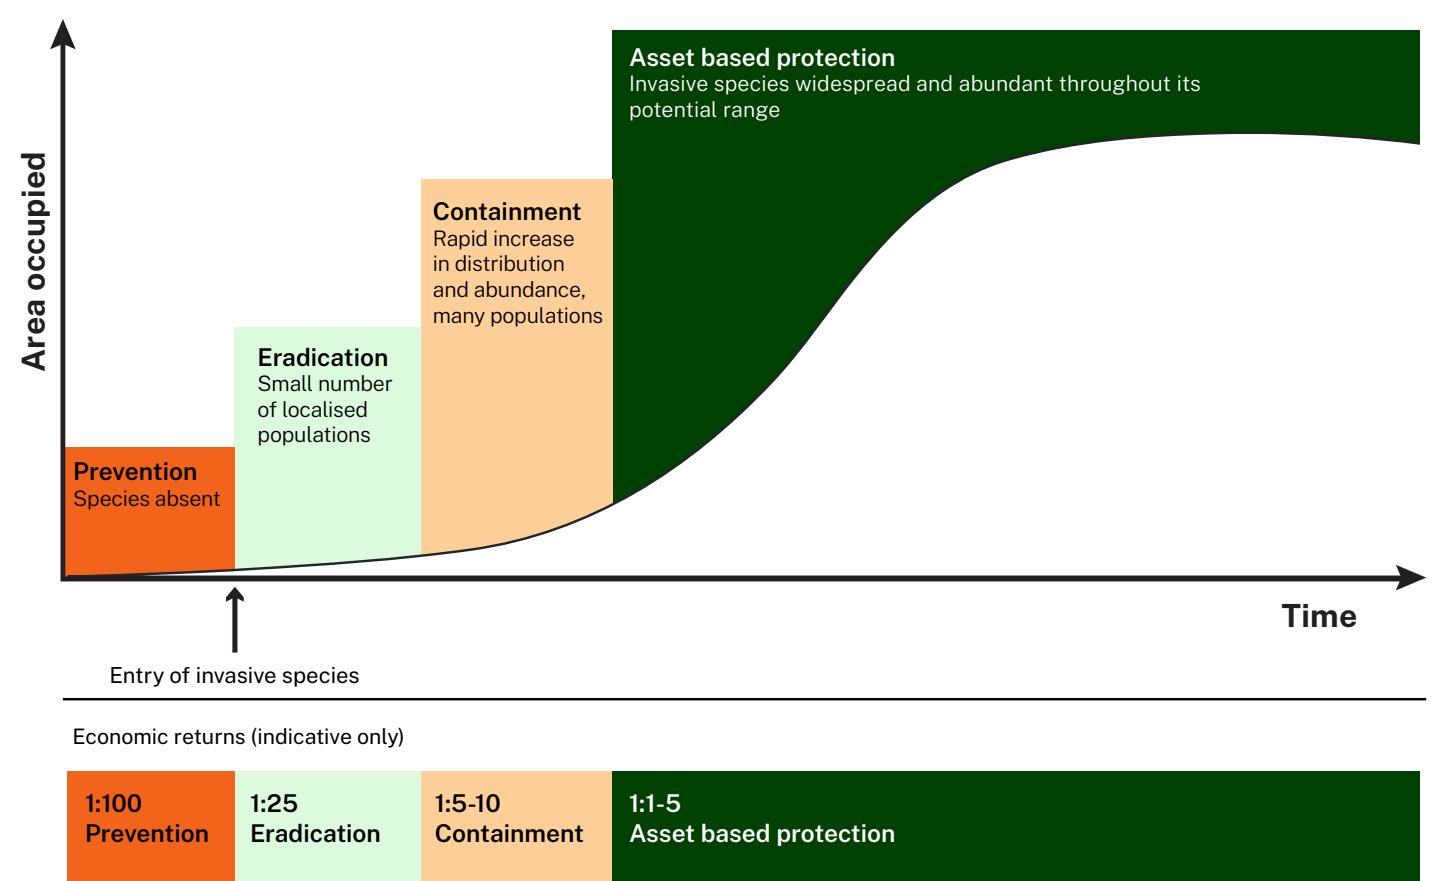 Asset based protection
Invasive species widespread and abundant throughout its
potential range
Containment
Rapid increase
in distribution
and abundance,
many populations
Eradication
Small number
of localised
populations
Prevention
Species absent
Area occupied
Time
Entry of invasive species
Economic returns (indicative only)
1:100
Prevention
1:25
Eradication
1:5-10
Containment
1:1-5
Asset based protection